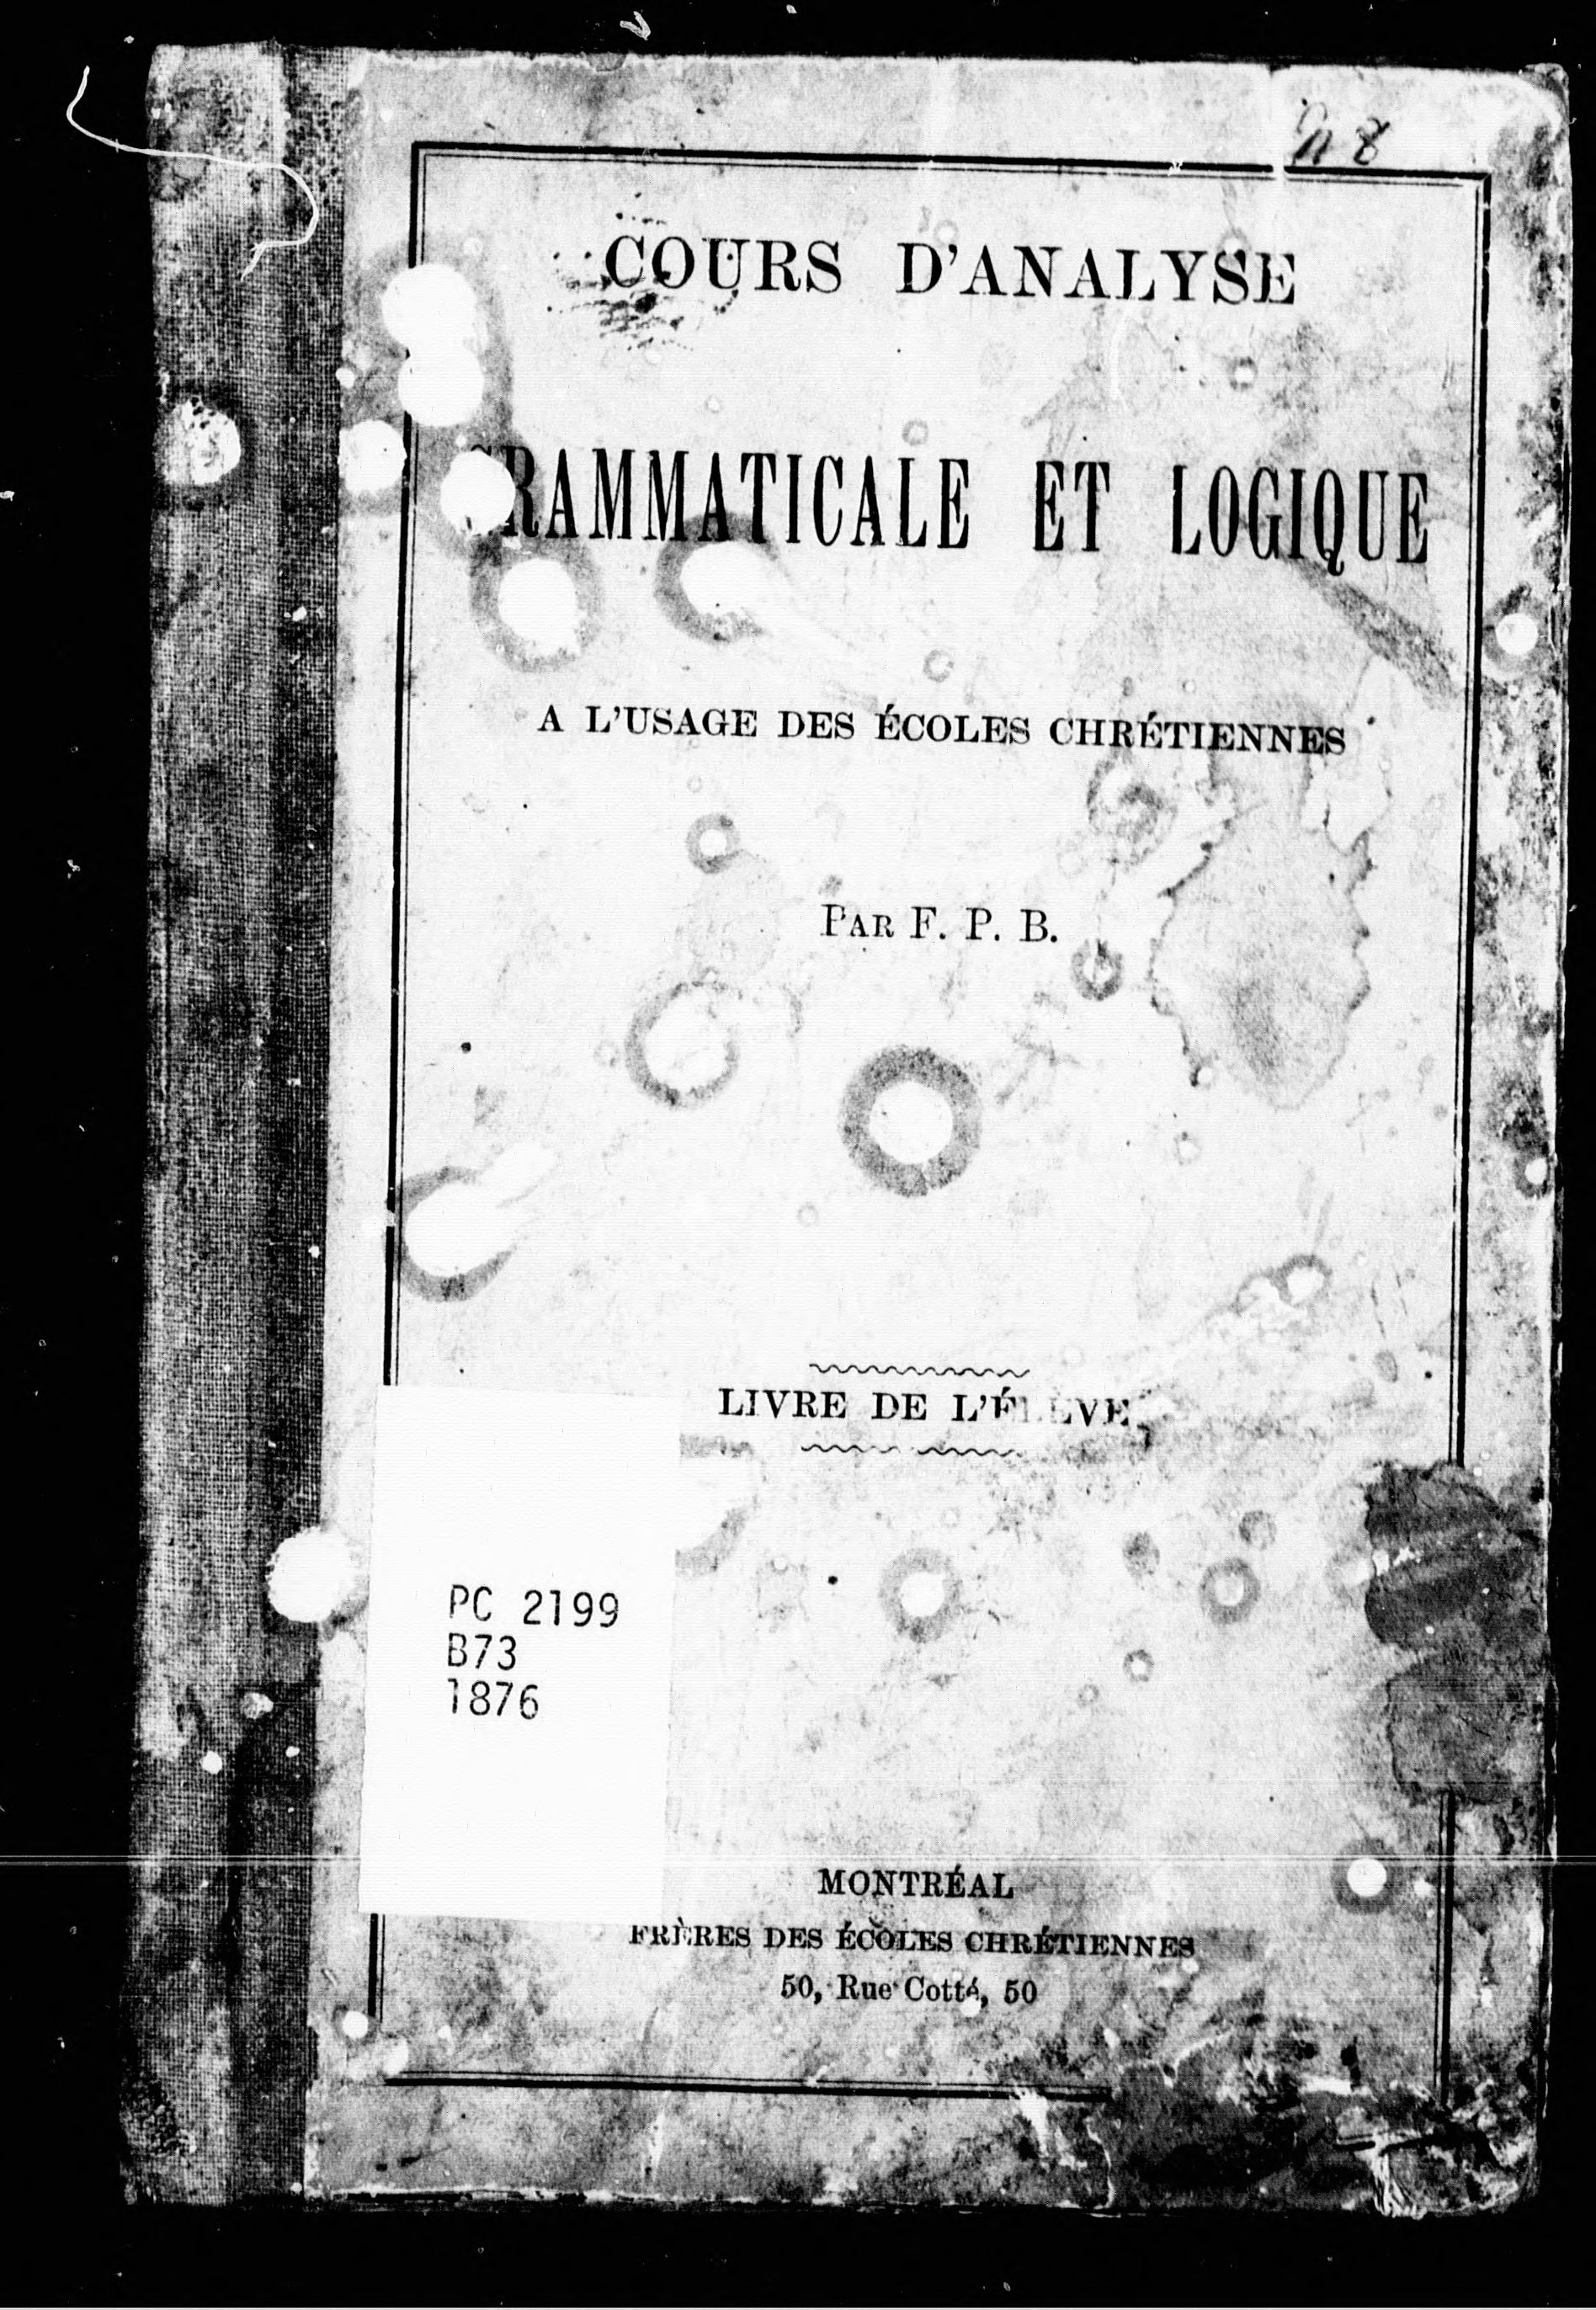 COURS D'ANALYSE
GRAMMATICALE ET LOGIQUE
A L'USAGE DES ÉCOLES CHRÉTIENNES
PAR F. P. B.
LIVRE DE L'ÉLÈVE
PC 2199
B73
1876
MONTRÉAL
FRÈRES DES ÉCOLES CHRÉTIENNES
50, Rue Cotté, 50